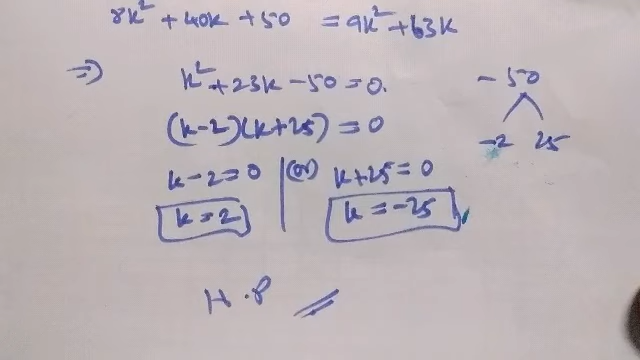 8k² + 40k + 50 = 9k² + 63k
⇒ k² + 23k - 50 = 0.
- 50
(k-2)(k+25) = 0
-2 25
k-2=0 | (or) k+25=0
k=2 k=-25
H.P